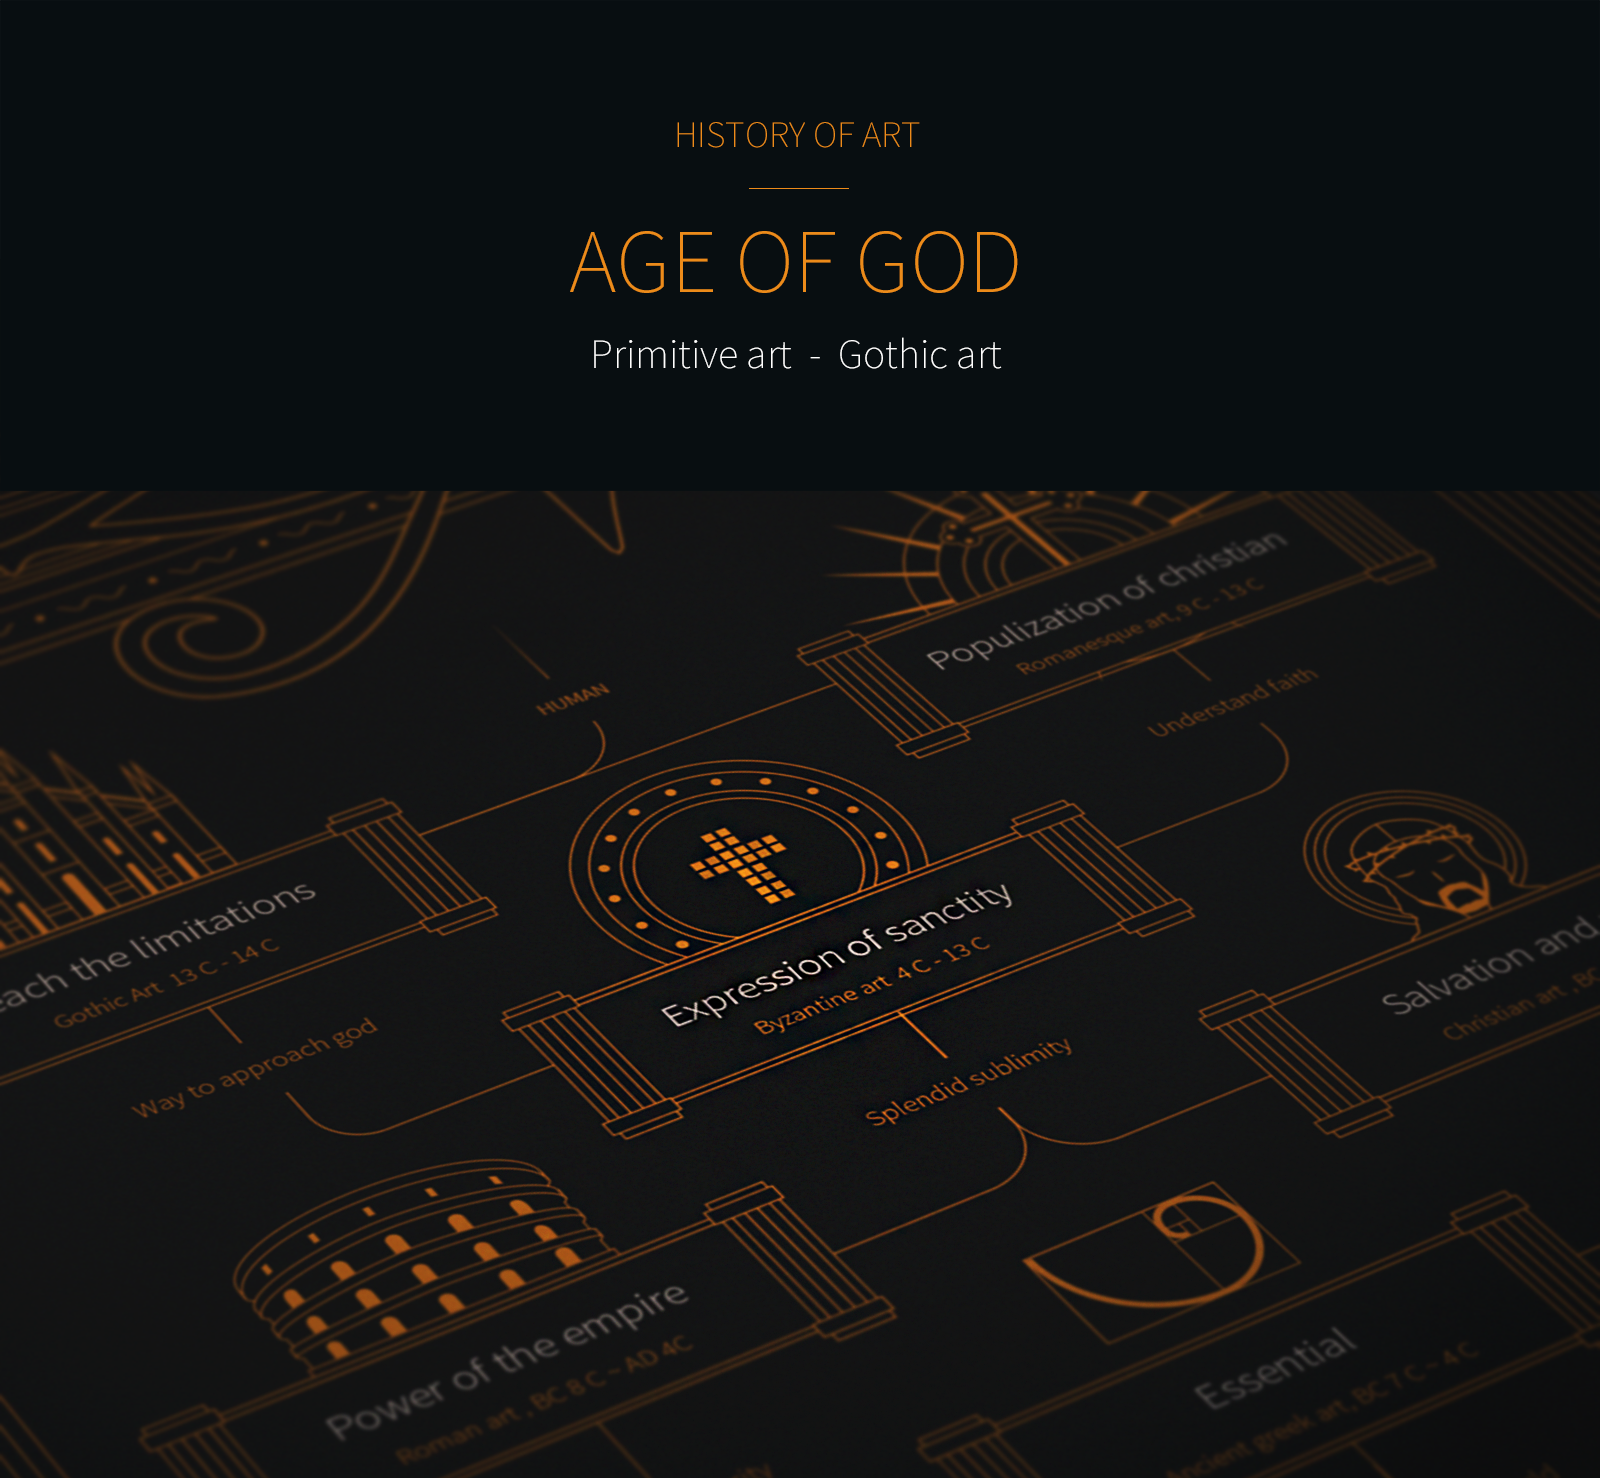 HISTORY OF ART
AGE OF GOD
Primitive art - Gothic art
Populization of christian
Romanesque art, 9 C - 13 C
HUMAN
Understand faith
each the limitations
Gothic Art 13 C - 14 C
Expression of sanctity
Byzantine art 4 C - 13 C
Salvation and
Christian art , BC
Way to approach god
Splendid sublimity
Power of the empire
Roman art , BC 8 C ~ AD 4C
Essential
ncient greek art, BC 7 C ~ 4 C